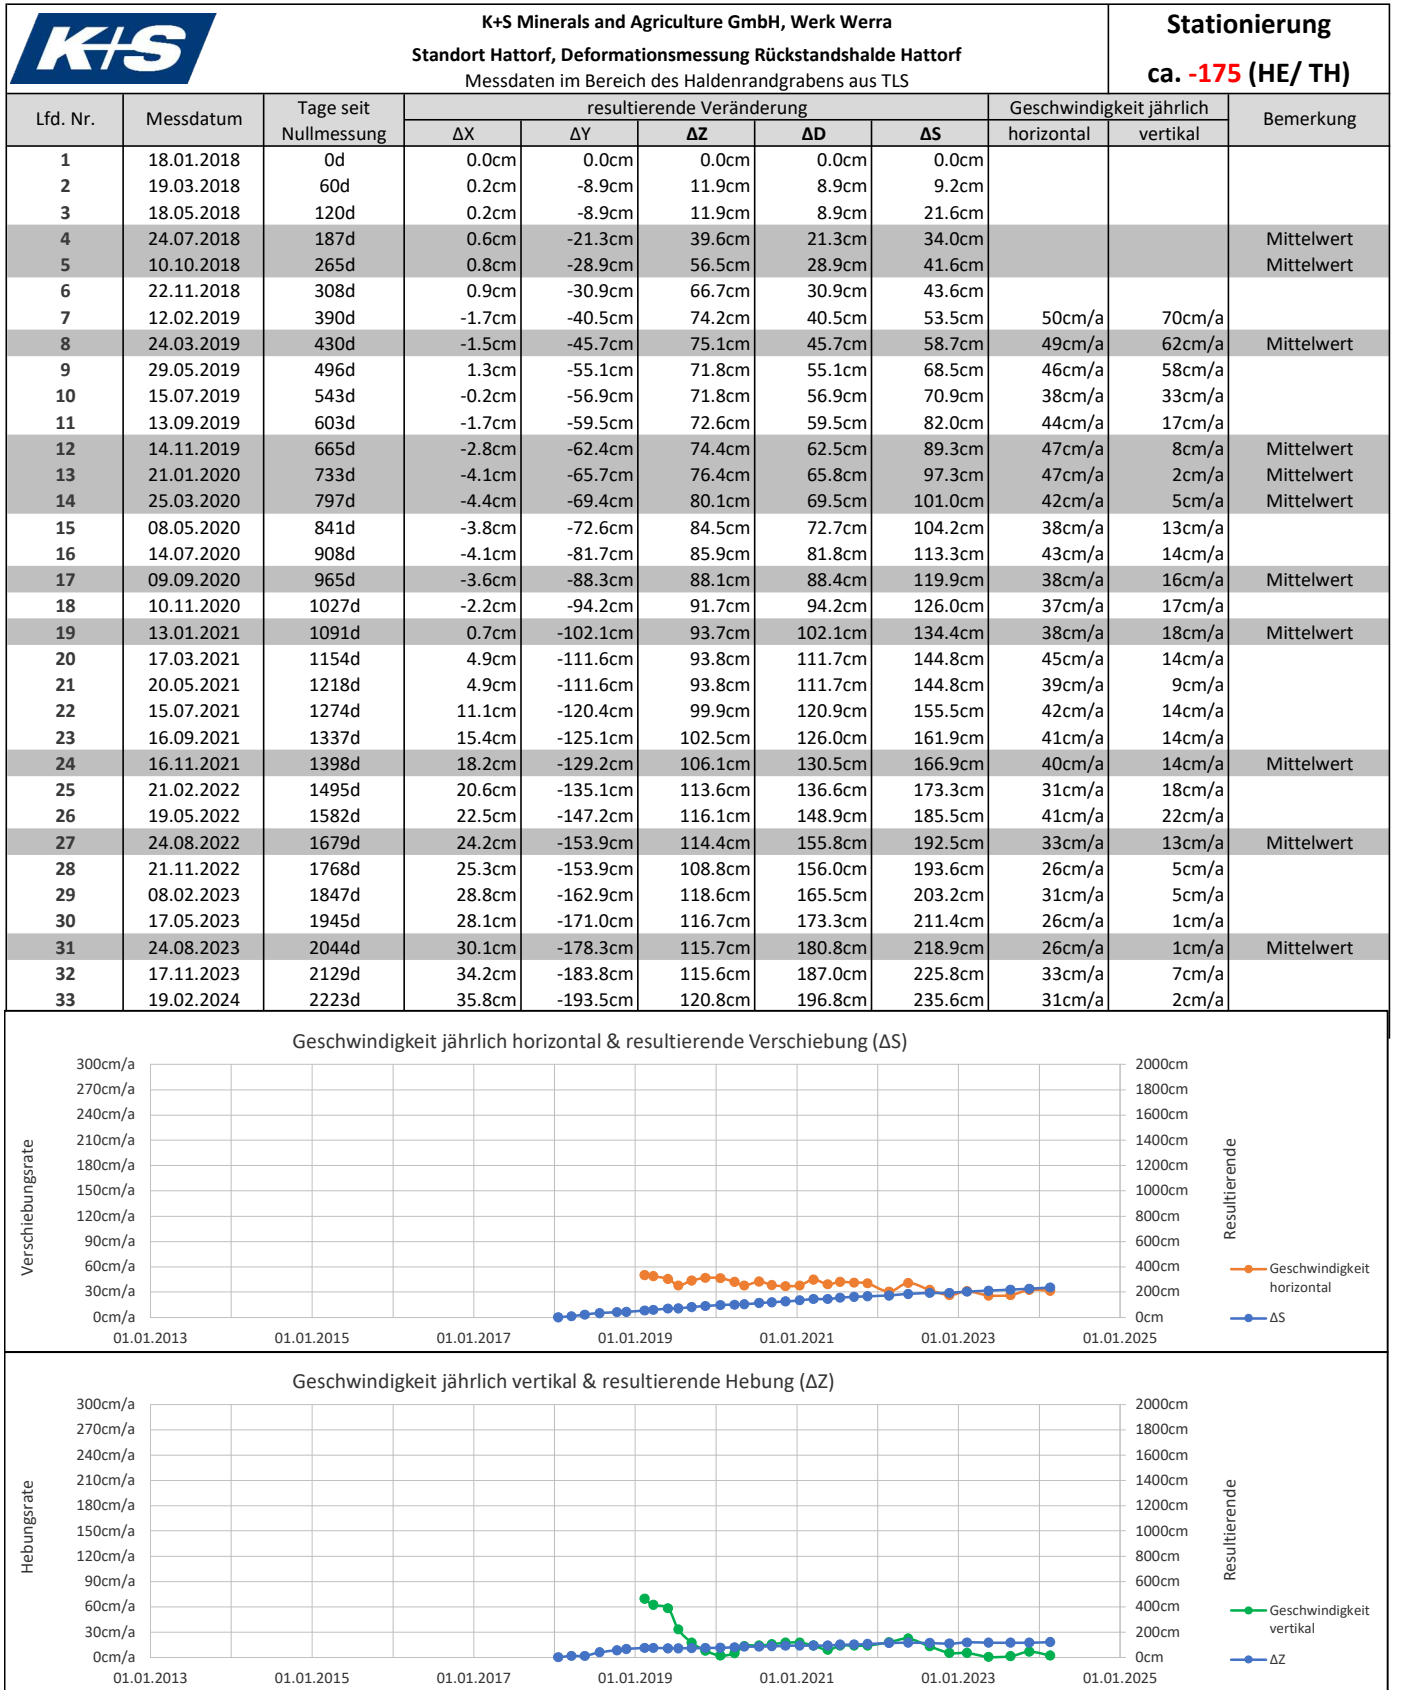 K+S
K+S Minerals and Agriculture GmbH, Werk Werra
Standort Hattorf, Deformationsmessung Rückstandshalde Hattorf
Messdaten im Bereich des Haldenrandgrabens aus TLS
Stationierung
ca. -175 (HE/ TH)
Lfd. Nr. Messdatum Tage seit Nullmessung resultierende Veränderung Geschwindigkeit jährlich Bemerkung
ΔX ΔY ΔZ ΔD ΔS horizontal vertikal
1 18.01.2018 0d 0.0cm 0.0cm 0.0cm 0.0cm 0.0cm
2 19.03.2018 60d 0.2cm -8.9cm 11.9cm 8.9cm 9.2cm
3 18.05.2018 120d 0.2cm -8.9cm 11.9cm 8.9cm 21.6cm
4 24.07.2018 187d 0.6cm -21.3cm 39.6cm 21.3cm 34.0cm Mittelwert
5 10.10.2018 265d 0.8cm -28.9cm 56.5cm 28.9cm 41.6cm Mittelwert
6 22.11.2018 308d 0.9cm -30.9cm 66.7cm 30.9cm 43.6cm
7 12.02.2019 390d -1.7cm -40.5cm 74.2cm 40.5cm 53.5cm 50cm/a 70cm/a
8 24.03.2019 430d -1.5cm -45.7cm 75.1cm 45.7cm 58.7cm 49cm/a 62cm/a Mittelwert
9 29.05.2019 496d 1.3cm -55.1cm 71.8cm 55.1cm 68.5cm 46cm/a 58cm/a
10 15.07.2019 543d -0.2cm -56.9cm 71.8cm 56.9cm 70.9cm 38cm/a 33cm/a
11 13.09.2019 603d -1.7cm -59.5cm 72.6cm 59.5cm 82.0cm 44cm/a 17cm/a
12 14.11.2019 665d -2.8cm -62.4cm 74.4cm 62.5cm 89.3cm 47cm/a 8cm/a Mittelwert
13 21.01.2020 733d -4.1cm -65.7cm 76.4cm 65.8cm 97.3cm 47cm/a 2cm/a Mittelwert
14 25.03.2020 797d -4.4cm -69.4cm 80.1cm 69.5cm 101.0cm 42cm/a 5cm/a Mittelwert
15 08.05.2020 841d -3.8cm -72.6cm 84.5cm 72.7cm 104.2cm 38cm/a 13cm/a
16 14.07.2020 908d -4.1cm -81.7cm 85.9cm 81.8cm 113.3cm 43cm/a 14cm/a
17 09.09.2020 965d -3.6cm -88.3cm 88.1cm 88.4cm 119.9cm 38cm/a 16cm/a Mittelwert
18 10.11.2020 1027d -2.2cm -94.2cm 91.7cm 94.2cm 126.0cm 37cm/a 17cm/a
19 13.01.2021 1091d 0.7cm -102.1cm 93.7cm 102.1cm 134.4cm 38cm/a 18cm/a Mittelwert
20 17.03.2021 1154d 4.9cm -111.6cm 93.8cm 111.7cm 144.8cm 45cm/a 14cm/a
21 20.05.2021 1218d 4.9cm -111.6cm 93.8cm 111.7cm 144.8cm 39cm/a 9cm/a
22 15.07.2021 1274d 11.1cm -120.4cm 99.9cm 120.9cm 155.5cm 42cm/a 14cm/a
23 16.09.2021 1337d 15.4cm -125.1cm 102.5cm 126.0cm 161.9cm 41cm/a 14cm/a
24 16.11.2021 1398d 18.2cm -129.2cm 106.1cm 130.5cm 166.9cm 40cm/a 14cm/a Mittelwert
25 21.02.2022 1495d 20.6cm -135.1cm 113.6cm 136.6cm 173.3cm 31cm/a 18cm/a
26 19.05.2022 1582d 22.5cm -147.2cm 116.1cm 148.9cm 185.5cm 41cm/a 22cm/a
27 24.08.2022 1679d 24.2cm -153.9cm 114.4cm 155.8cm 192.5cm 33cm/a 13cm/a Mittelwert
28 21.11.2022 1768d 25.3cm -153.9cm 108.8cm 156.0cm 193.6cm 26cm/a 5cm/a
29 08.02.2023 1847d 28.8cm -162.9cm 118.6cm 165.5cm 203.2cm 31cm/a 5cm/a
30 17.05.2023 1945d 28.1cm -171.0cm 116.7cm 173.3cm 211.4cm 26cm/a 1cm/a
31 24.08.2023 2044d 30.1cm -178.3cm 115.7cm 180.8cm 218.9cm 26cm/a 1cm/a Mittelwert
32 17.11.2023 2129d 34.2cm -183.8cm 115.6cm 187.0cm 225.8cm 33cm/a 7cm/a
33 19.02.2024 2223d 35.8cm -193.5cm 120.8cm 196.8cm 235.6cm 31cm/a 2cm/a
Geschwindigkeit jährlich horizontal & resultierende Verschiebung (ΔS)
300cm/a 2000cm
270cm/a 1800cm
240cm/a 1600cm
210cm/a 1400cm
180cm/a 1200cm
150cm/a 1000cm
120cm/a 800cm
90cm/a 600cm
60cm/a 400cm
30cm/a 200cm
0cm/a 0cm
Verschiebungsrate
Resultierende
Geschwindigkeit
horizontal
ΔS
01.01.2013 01.01.2015 01.01.2017 01.01.2019 01.01.2021 01.01.2023 01.01.2025
Geschwindigkeit jährlich vertikal & resultierende Hebung (ΔZ)
300cm/a 2000cm
270cm/a 1800cm
240cm/a 1600cm
210cm/a 1400cm
180cm/a 1200cm
150cm/a 1000cm
120cm/a 800cm
90cm/a 600cm
60cm/a 400cm
30cm/a 200cm
0cm/a 0cm
Hebungsrate
Resultierende
Geschwindigkeit
vertikal
ΔZ
01.01.2013 01.01.2015 01.01.2017 01.01.2019 01.01.2021 01.01.2023 01.01.2025